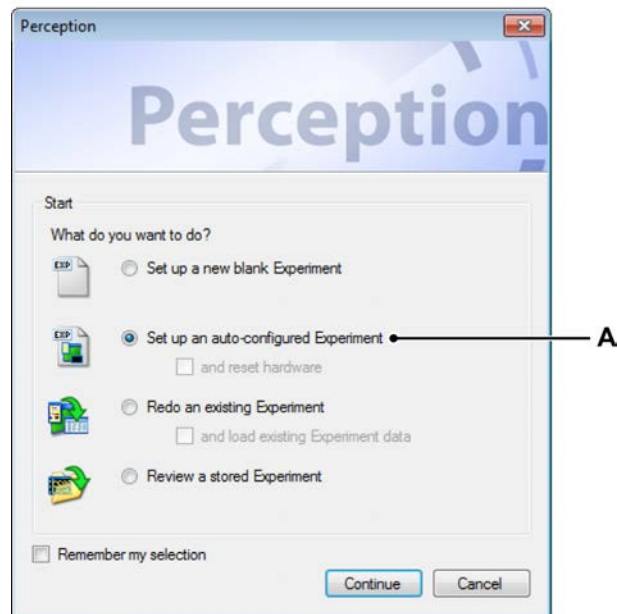 Perception
Perception
Start
What do you want to do?
EXP
Set up a new blank Experiment
EXP
Set up an auto-configured Experiment
A
and reset hardware
Redo an existing Experiment
and load existing Experiment data
Review a stored Experiment
Remember my selection
Continue
Cancel